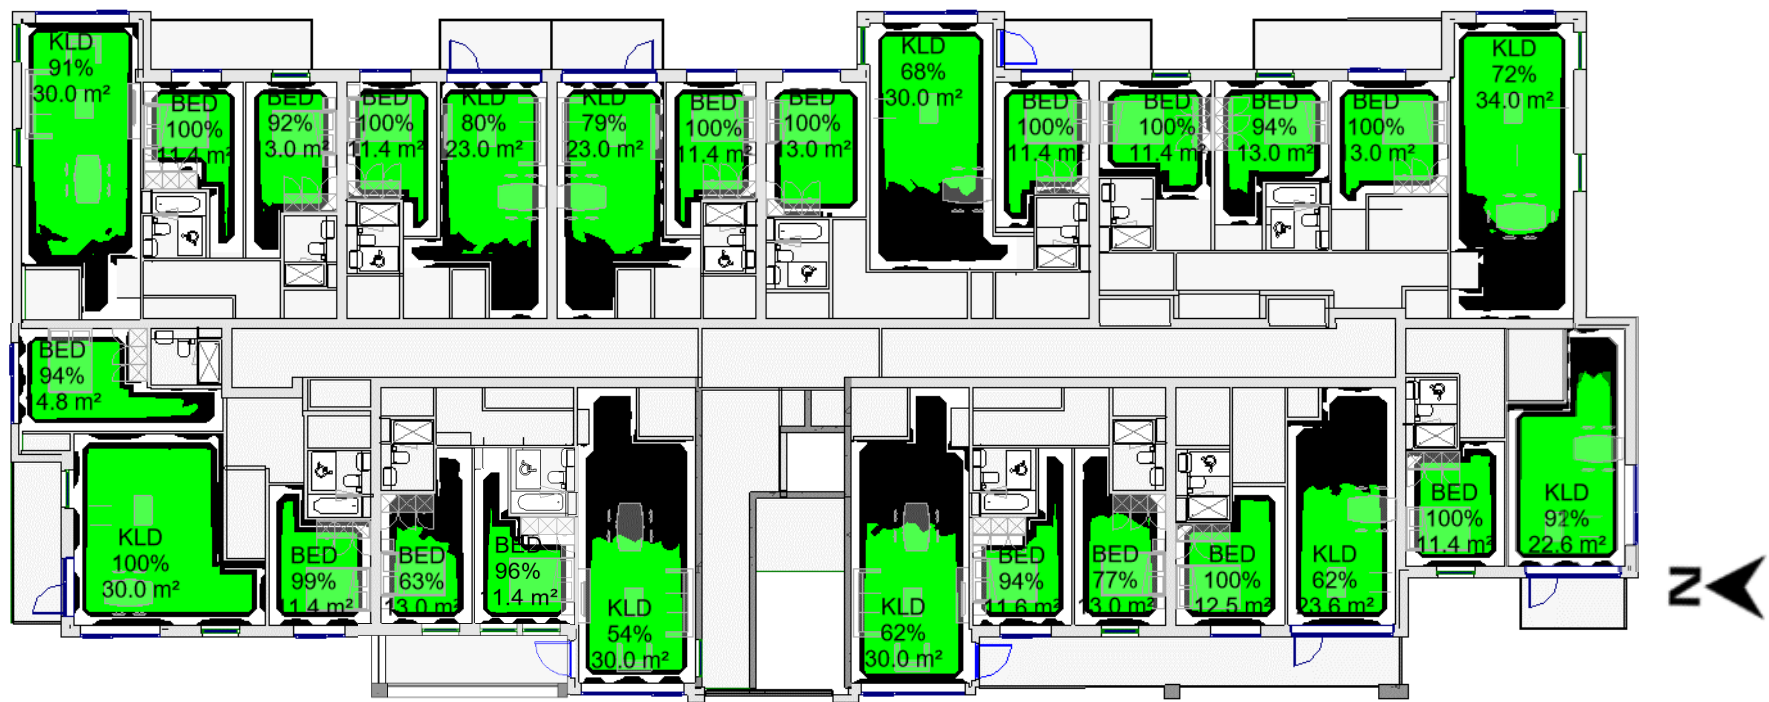 KLD
91%
30.0 m²
BED
100%
11.4 m²
BED
92%
3.0 m²
BED
100%
11.4 m²
KLD
80%
23.0 m²
KLD
79%
23.0 m²
BED
100%
11.4 m²
BED
100%
3.0 m²
KLD
68%
30.0 m²
BED
100%
11.4 m²
BED
100%
11.4 m²
BED
94%
13.0 m²
BED
100%
3.0 m²
KLD
72%
34.0 m²
BED
94%
4.8 m²
KLD
100%
30.0 m²
BED
99%
1.4 m²
BED
63%
13.0 m²
BED
96%
11.4 m²
KLD
54%
30.0 m²
KLD
62%
30.0 m²
BED
94%
11.6 m²
BED
77%
13.0 m²
BED
100%
12.5 m²
KLD
62%
23.6 m²
BED
100%
11.4 m²
KLD
92%
22.6 m²
N